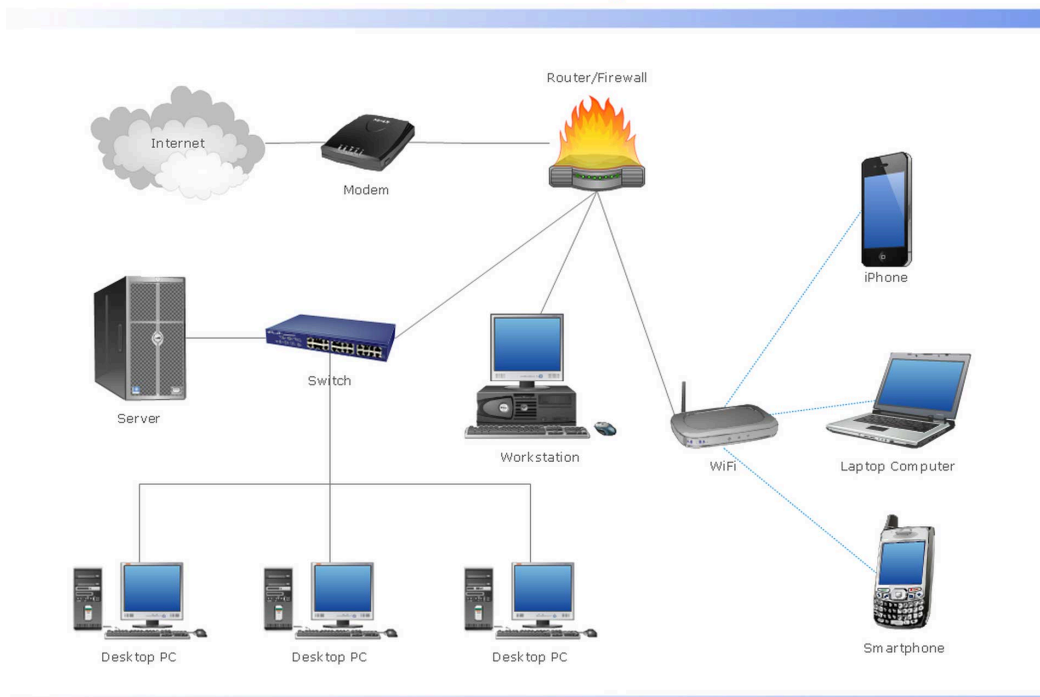 Router/Firewall
Internet
Modem
iPhone
Switch
Server
Workstation
WiFi
Laptop Computer
Smartphone
Desktop PC
Desktop PC
Desktop PC